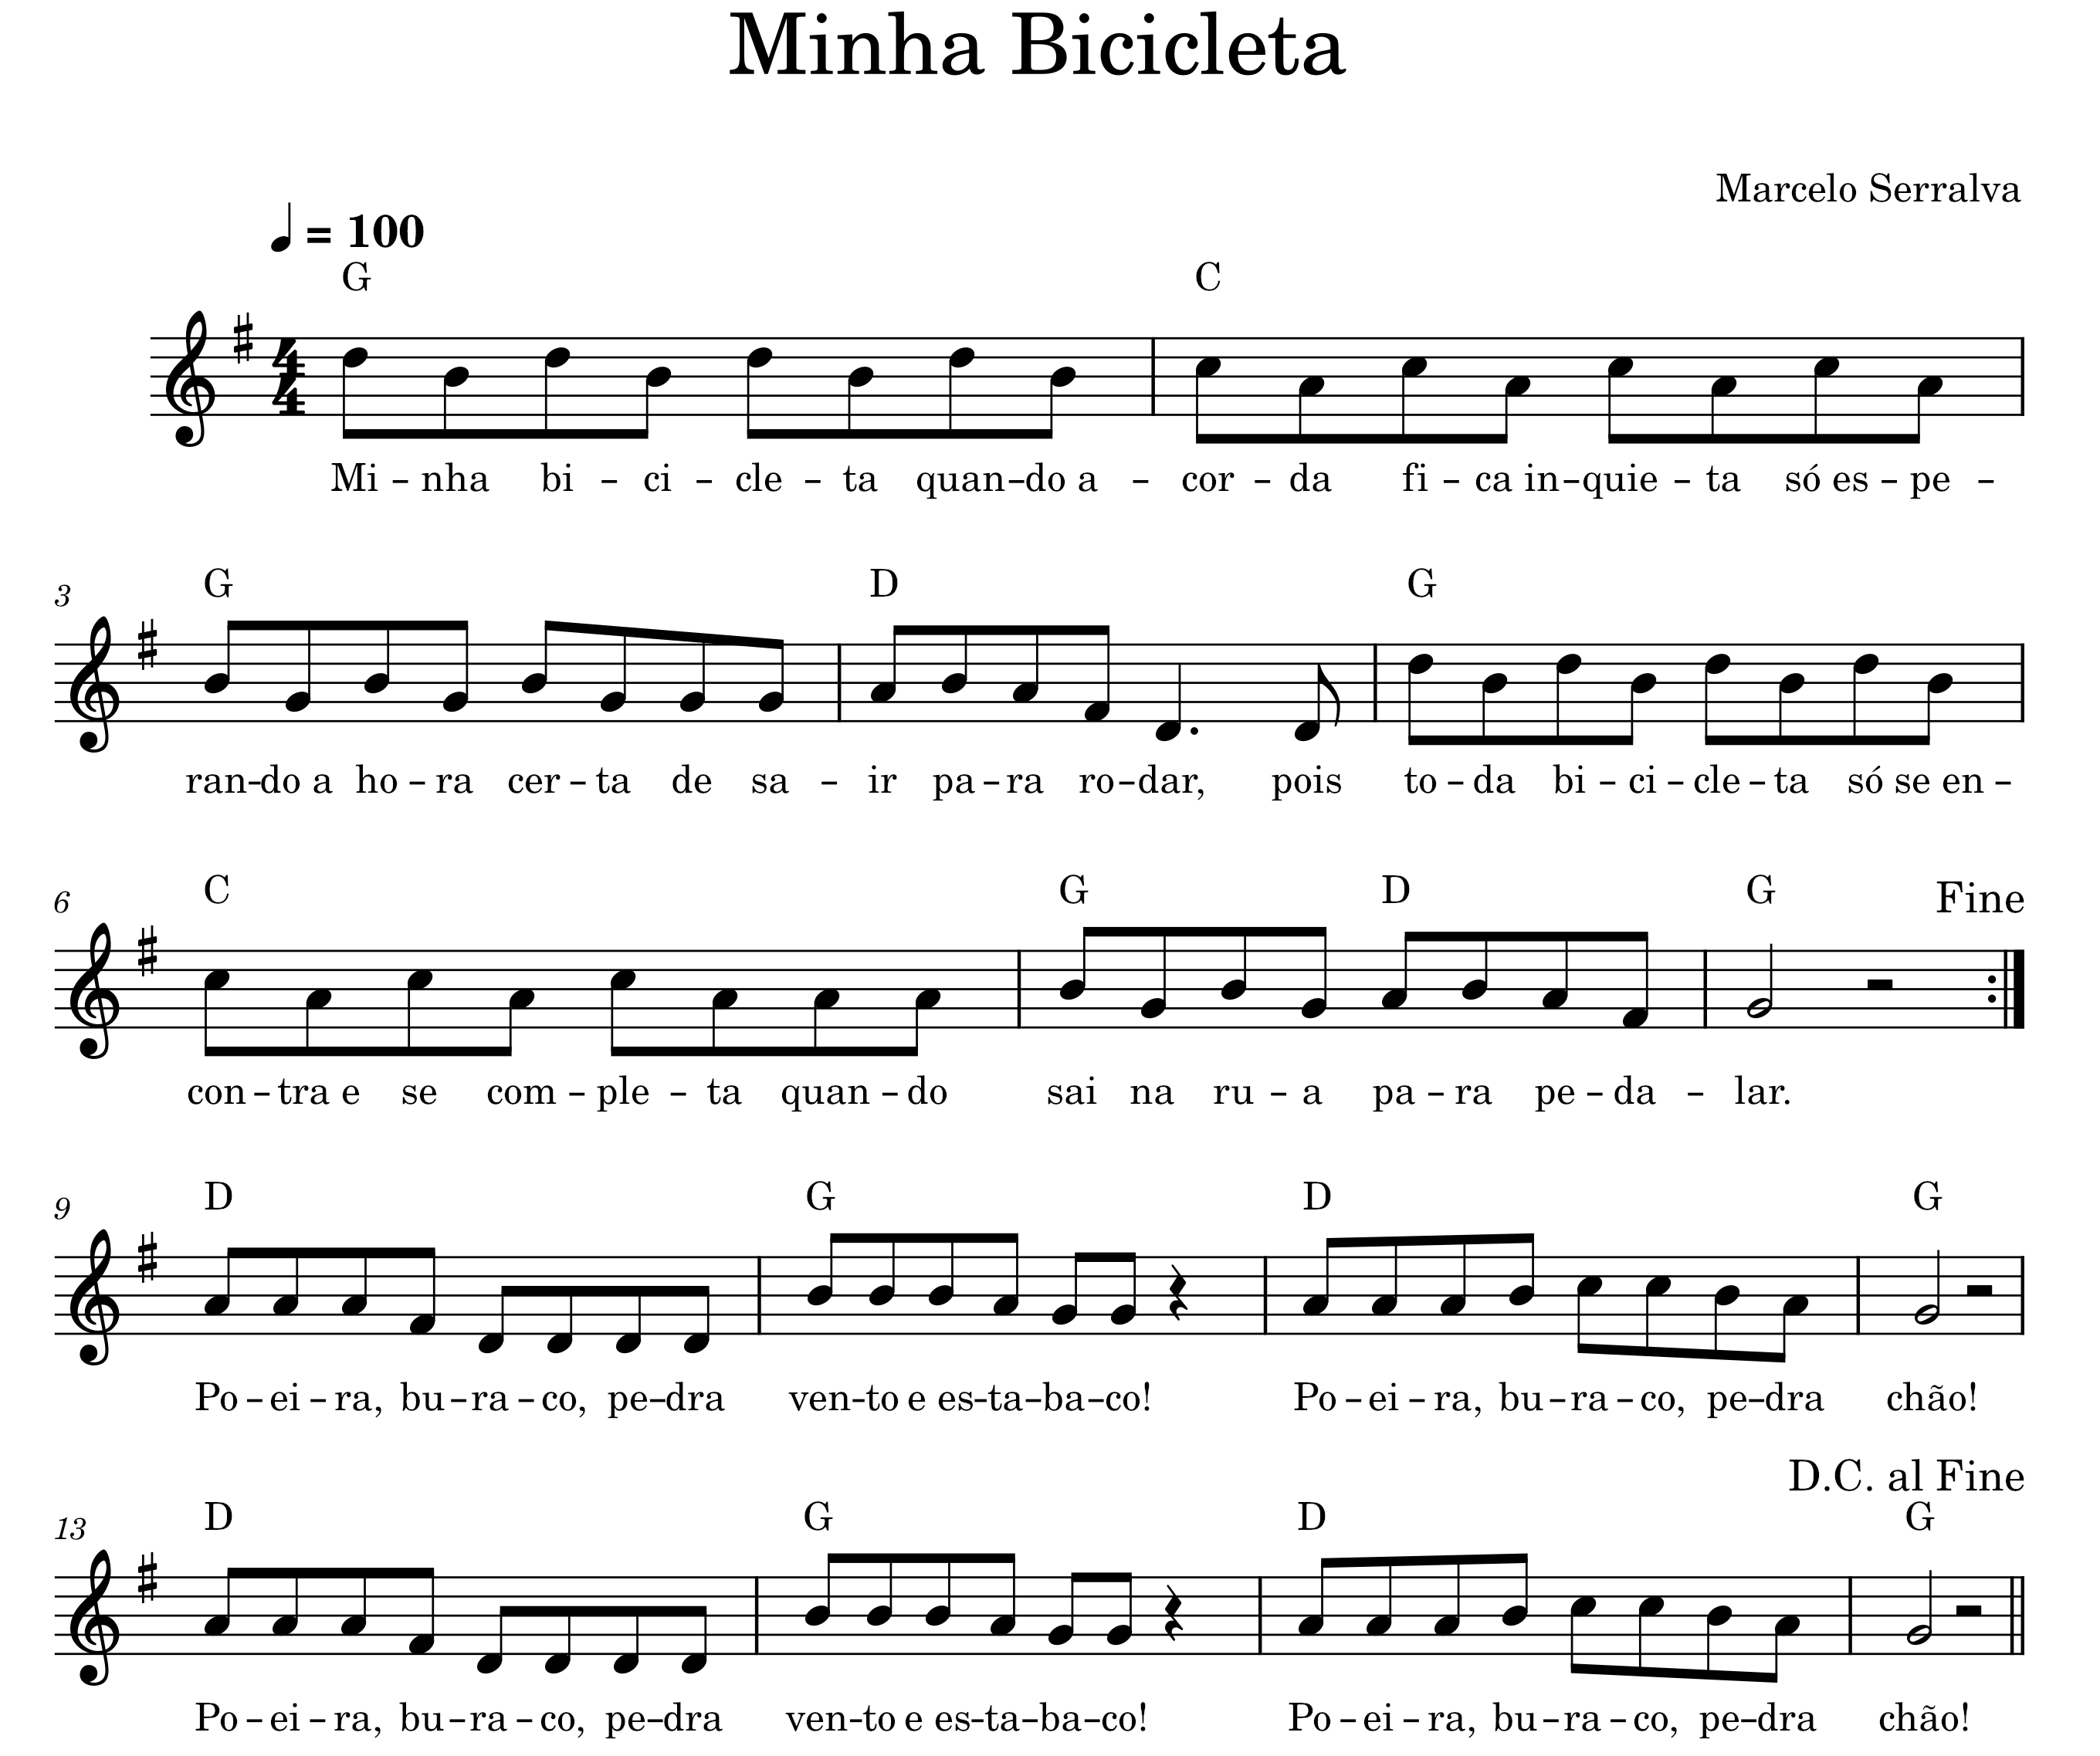 Minha Bicicleta
Marcelo Serralva
= 100
G C
Mi – nha bi – ci – cle – ta quan – do a – cor – da fi – ca in – quie – ta só es – pe –
3 G D G
ran – do a ho – ra cer – ta de sa – ir pa – ra ro – dar, pois to – da bi – ci – cle – ta só se en –
6 C G D G Fine
con – tra e se com – ple – ta quan – do sai na ru – a pa – ra pe – da – lar.
9 D G D G
Po – ei – ra, bu – ra – co, pe – dra ven – to e es – ta – ba – co! Po – ei – ra, bu – ra – co, pe – dra chão!
D.C. al Fine
13 D G D G
Po – ei – ra, bu – ra – co, pe – dra ven – to e es – ta – ba – co! Po – ei – ra, bu – ra – co, pe – dra chão!